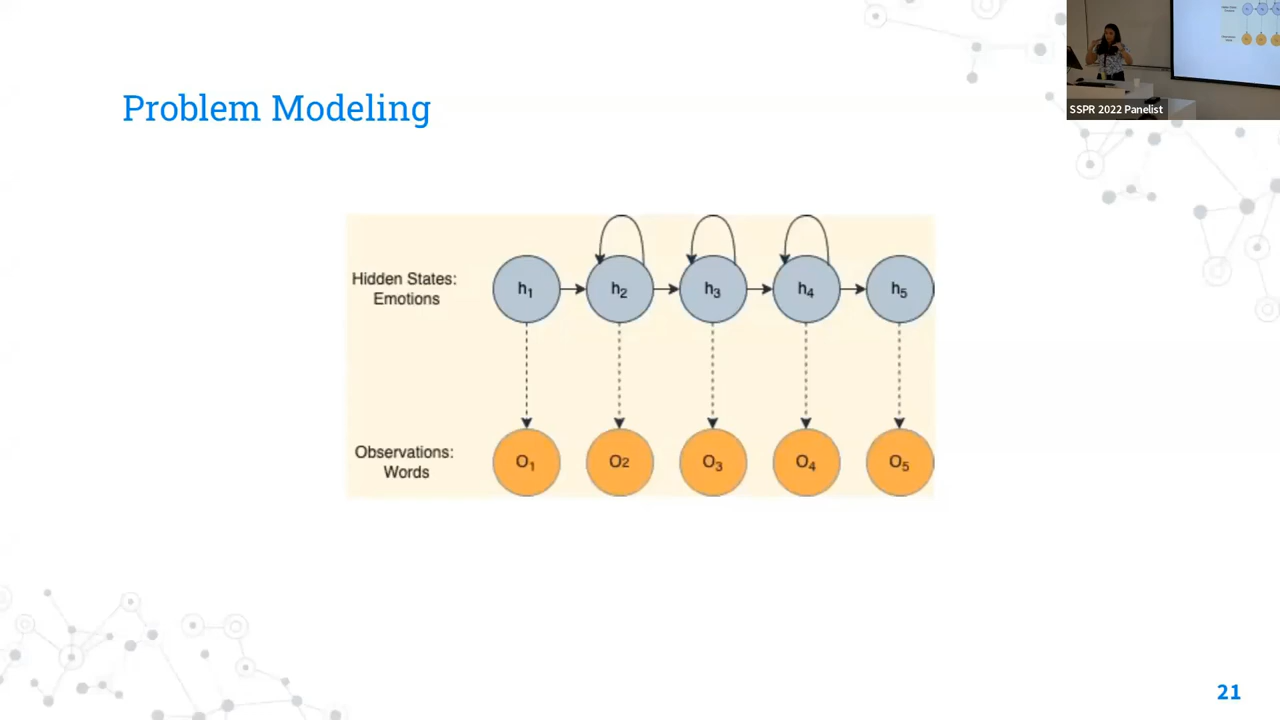 SSPR 2022 Panelist
Problem Modeling
Hidden States:
Emotions
h1
h2
h3
h4
h5
Observations:
Words
O1
O2
O3
O4
O5
21